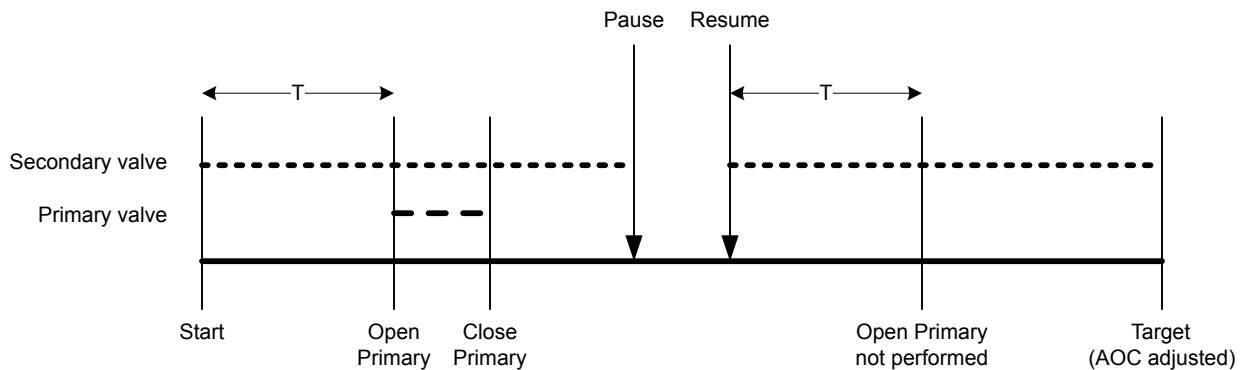 Pause
Resume
T
T
Secondary valve
Primary valve
Start
Open
Primary
Close
Primary
Open Primary
not performed
Target
(AOC adjusted)